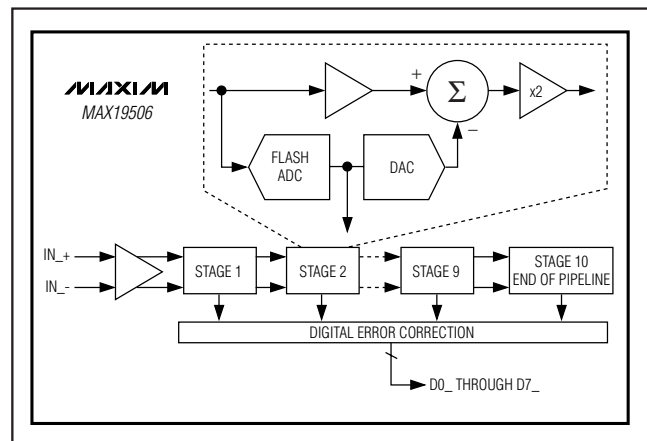 MAXIM
MAX19506
+
Σ
x2
−
FLASH
ADC
DAC
IN_+
IN_-
STAGE 1
STAGE 2
STAGE 9
STAGE 10
END OF PIPELINE
DIGITAL ERROR CORRECTION
D0_ THROUGH D7_